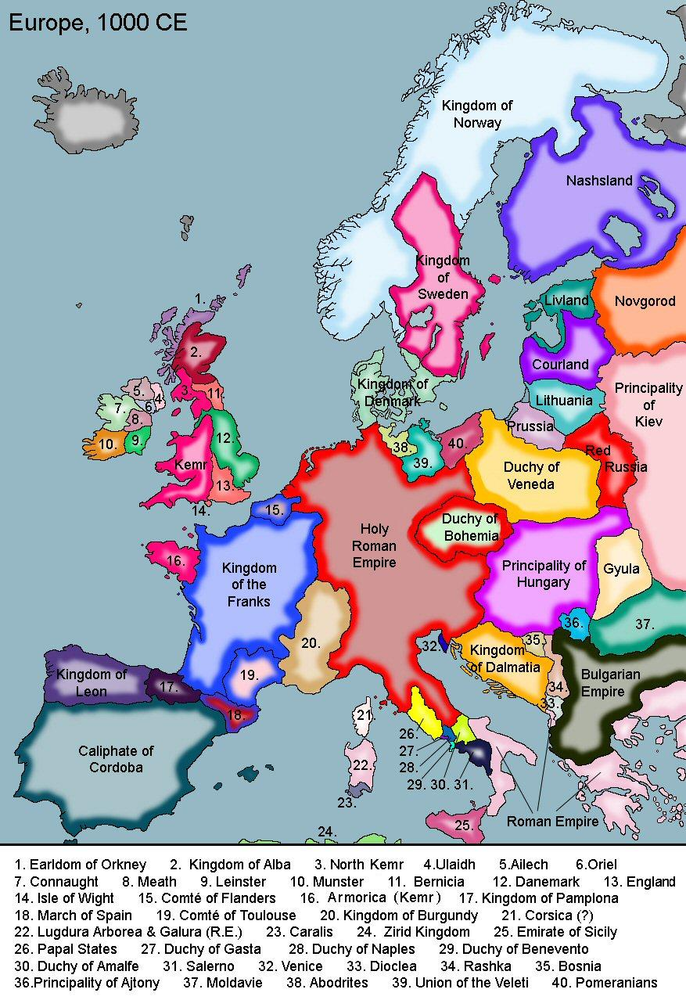 Europe, 1000 CE
Kingdom of
Norway
Nashsland
Kingdom
of
Sweden
Livland
Novgorod
1.
2.
Courland
Kingdom of
Denmark
Principality
of
Kiev
3.
11.
5.
4.
6.
7.
8.
Lithuania
Prussia
12.
10.
9.
38.
39.
40.
Red
Russia
Kemr
Duchy of
Veneda
13.
14.
15.
Holy
Roman
Empire
Duchy of
Bohemia
16.
Kingdom
of the
Franks
Principality of
Hungary
Gyula
36.
37.
20.
32.
Kingdom
of Dalmatia
35.
Kingdom of
Leon
17.
19.
34.
33.
Bulgarian
Empire
18.
21.
26.
27.
28.
29.
30.
31.
Caliphate of
Cordoba
22.
23.
24.
25.
Roman Empire
1. Earldom of Orkney 2. Kingdom of Alba 3. North Kemr 4.Ulaidh 5.Ailech 6.Oriel
7. Connaught 8. Meath 9. Leinster 10. Munster 11. Bernicia 12. Danemark 13. England
14. Isle of Wight 15. Comté of Flanders 16. Armorica (Kemr) 17. Kingdom of Pamplona
18. March of Spain 19. Comté of Toulouse 20. Kingdom of Burgundy 21. Corsica (?)
22. Lugdura Arborea & Galura (R.E.) 23. Caralis 24. Zirid Kingdom 25. Emirate of Sicily
26. Papal States 27. Duchy of Gasta 28. Duchy of Naples 29. Duchy of Benevento
30. Duchy of Amalfe 31. Salerno 32. Venice 33. Dioclea 34. Rashka 35. Bosnia
36.Principality of Ajtony 37. Moldavie 38. Abodrites 39. Union of the Veleti 40. Pomeranians